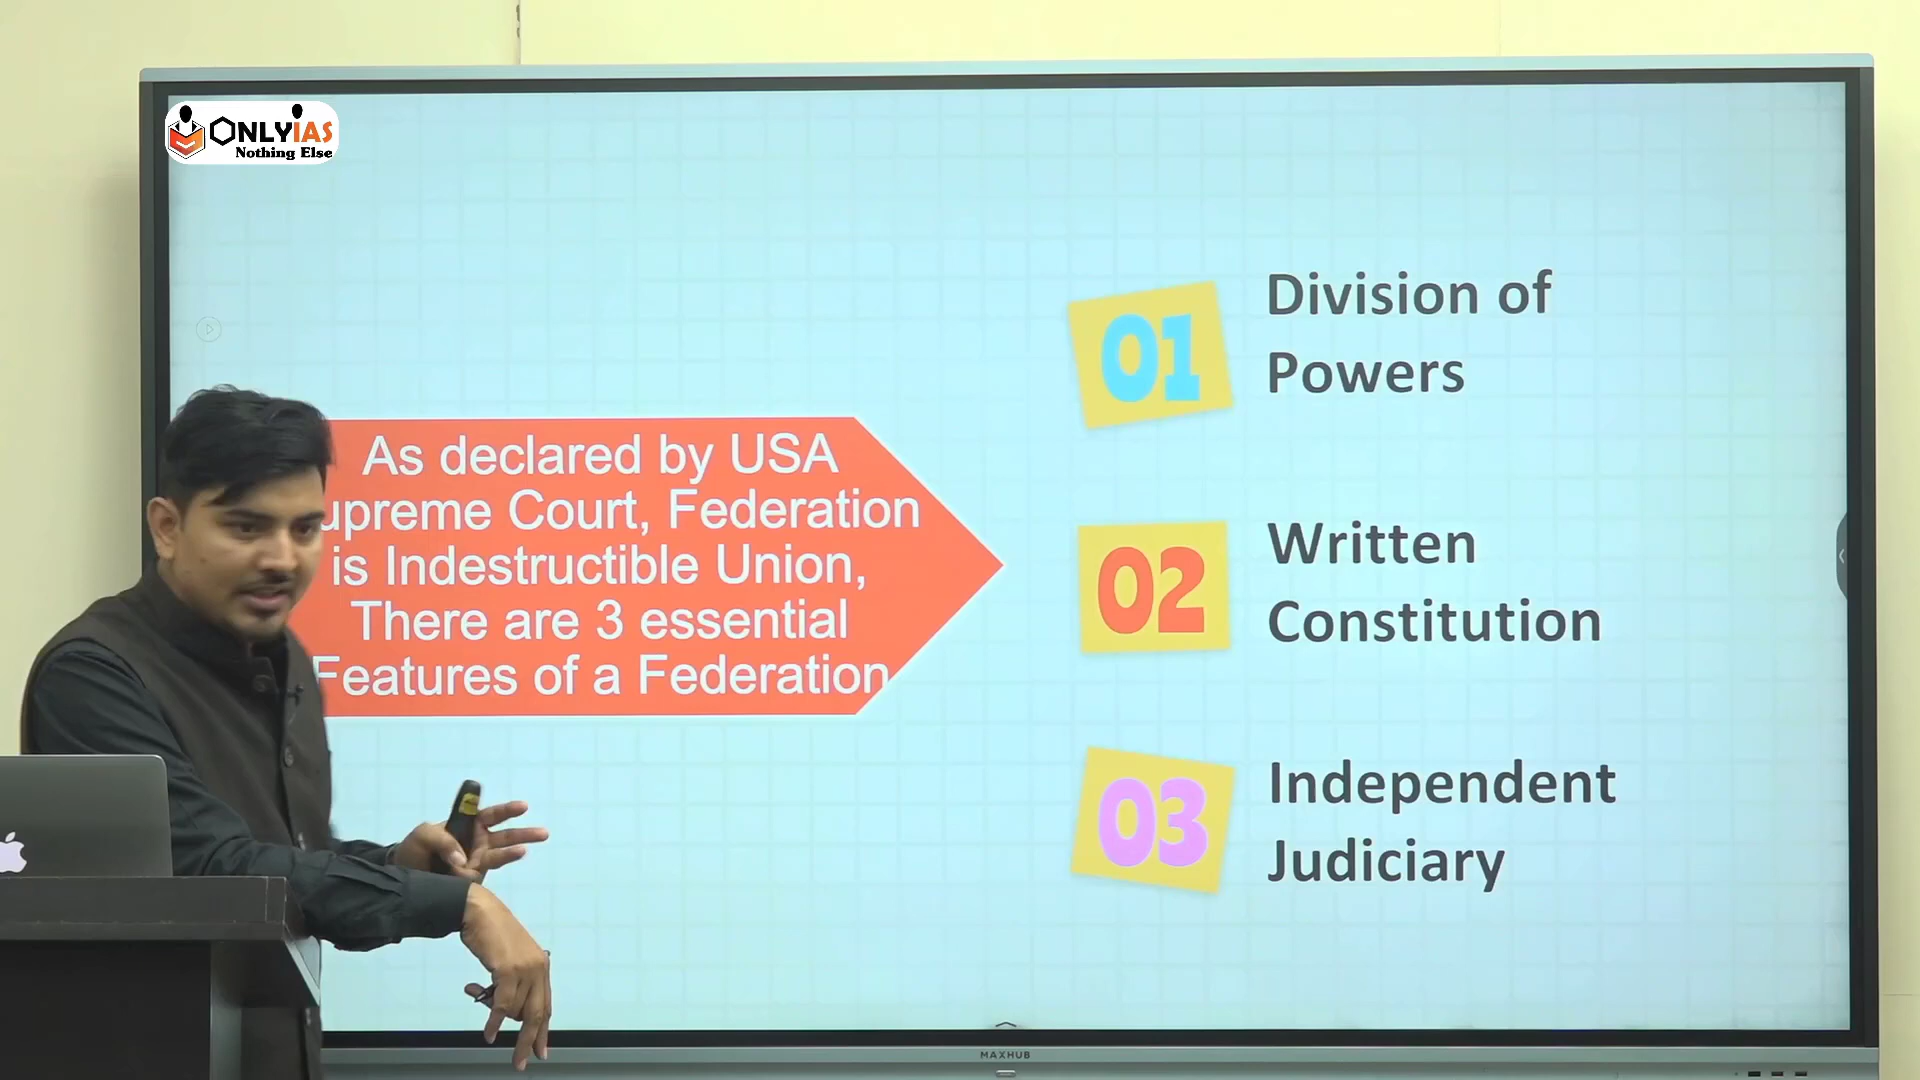 ONLYIAS
Nothing Else
As declared by USA
upreme Court, Federation
is Indestructible Union,
There are 3 essential
Features of a Federation
01
Division of
Powers
02
Written
Constitution
03
Independent
Judiciary
MAXHUB